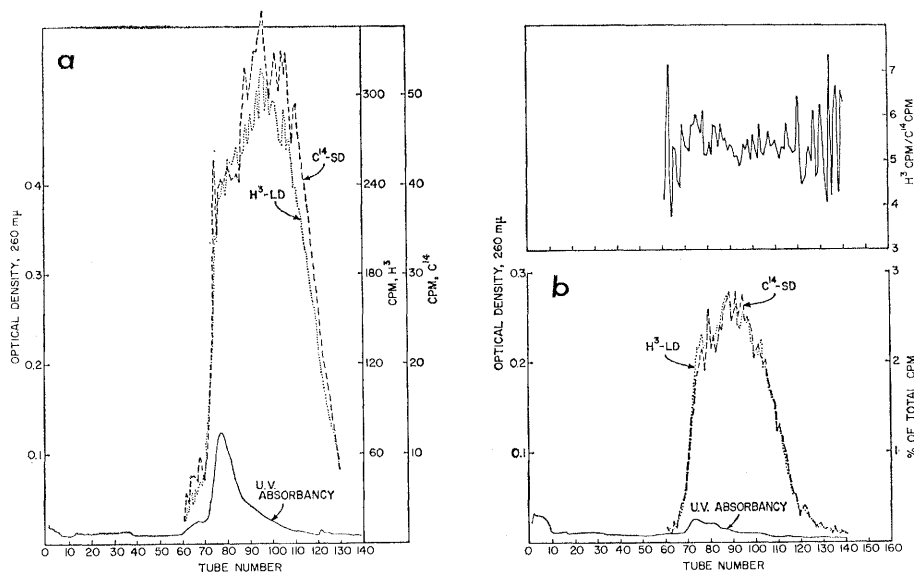 a
OPTICAL DENSITY, 260 mμ
0.4
0.3
0.2
0.1
C¹⁴-SD
H³-LD
U.V. ABSORBANCY
300
240
180
120
60
CPM, H³
50
40
30
20
10
CPM, C¹⁴
0 10 20 30 40 50 60 70 80 90 100 110 120 130 140
TUBE NUMBER
7
6
5
4
3
H³ CPM/C¹⁴ CPM
b
OPTICAL DENSITY, 260 mμ
0.3
0.2
0.1
C¹⁴-SD
H³-LD
U.V. ABSORBANCY
3
2
1
% OF TOTAL CPM
0 10 20 30 40 50 60 70 80 90 100 110 120 130 140 150 160
TUBE NUMBER